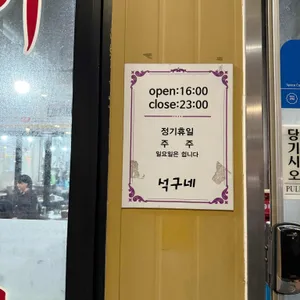 open:16:00
close:23:00
정기휴일
주 주
일요일은 쉽니다
석구네
당기시오
PULL